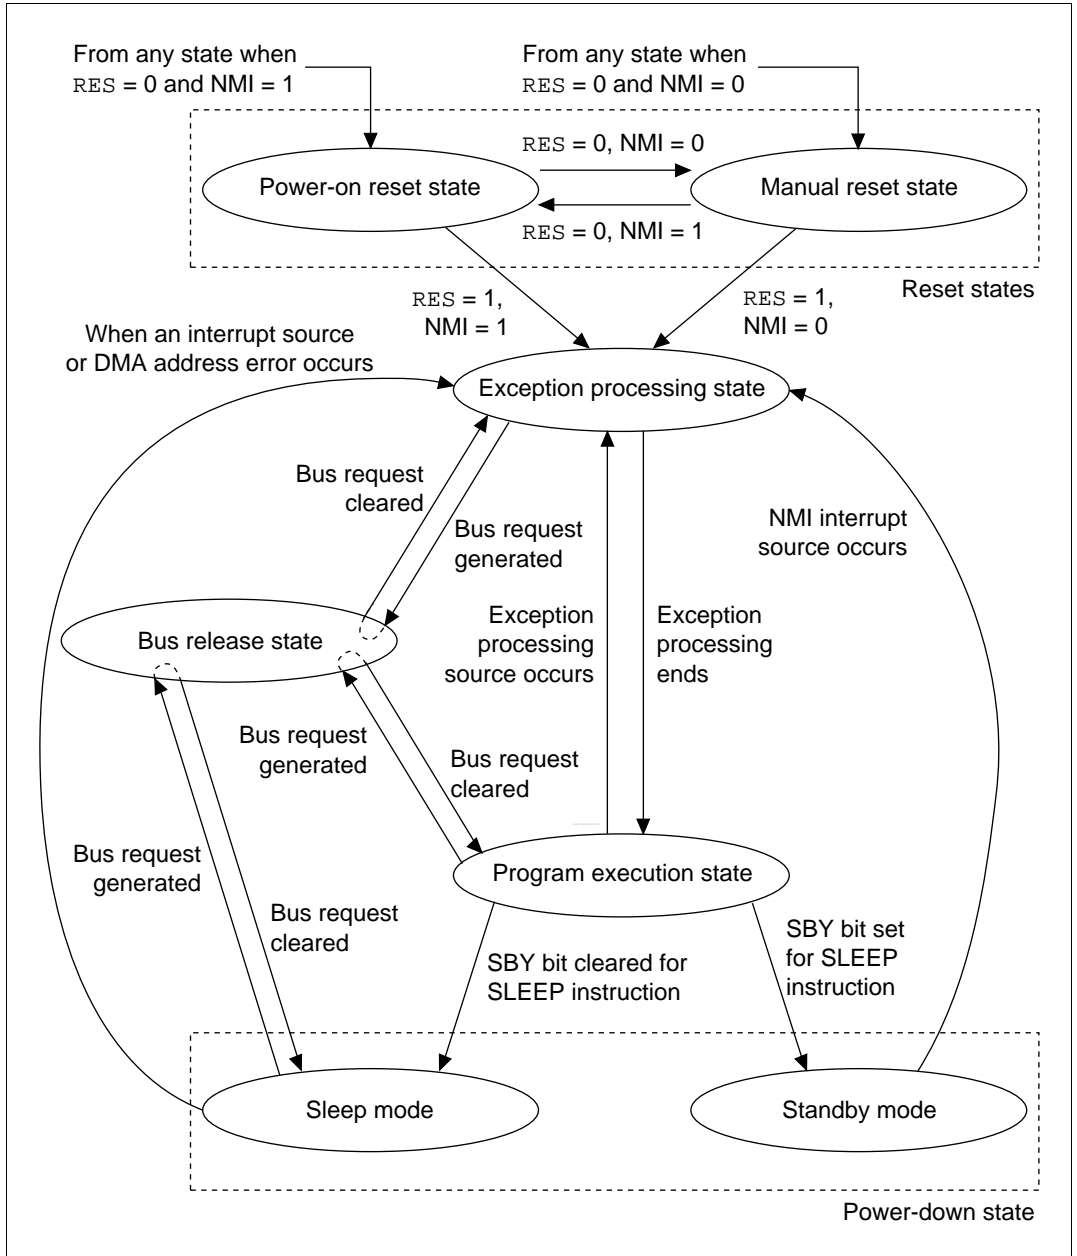 From any state when
RES = 0 and NMI = 1
From any state when
RES = 0 and NMI = 0
RES = 0, NMI = 0
Power-on reset state
Manual reset state
RES = 0, NMI = 1
Reset states
RES = 1,
NMI = 1
RES = 1,
NMI = 0
When an interrupt source
or DMA address error occurs
Exception processing state
Bus request
cleared
Bus request
generated
NMI interrupt
source occurs
Exception
processing
source occurs
Exception
processing
ends
Bus release state
Bus request
generated
Bus request
cleared
Bus request
generated
Program execution state
Bus request
cleared
SBY bit cleared for
SLEEP instruction
SBY bit set
for SLEEP
instruction
Sleep mode
Standby mode
Power-down state